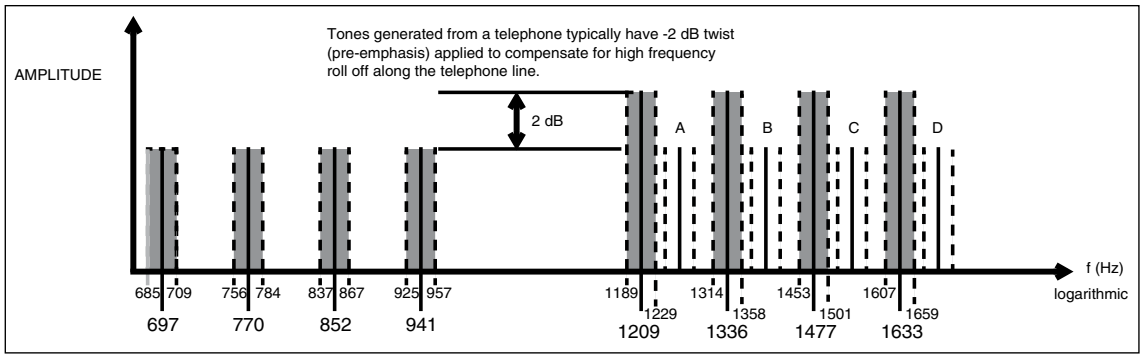 Tones generated from a telephone typically have -2 dB twist
(pre-emphasis) applied to compensate for high frequency
roll off along the telephone line.
AMPLITUDE
2 dB
A B C D
f (Hz)
logarithmic
685 709 756 784 837 867 925 957 1189 1314 1453 1607
1229 1358 1501 1659
697 770 852 941 1209 1336 1477 1633